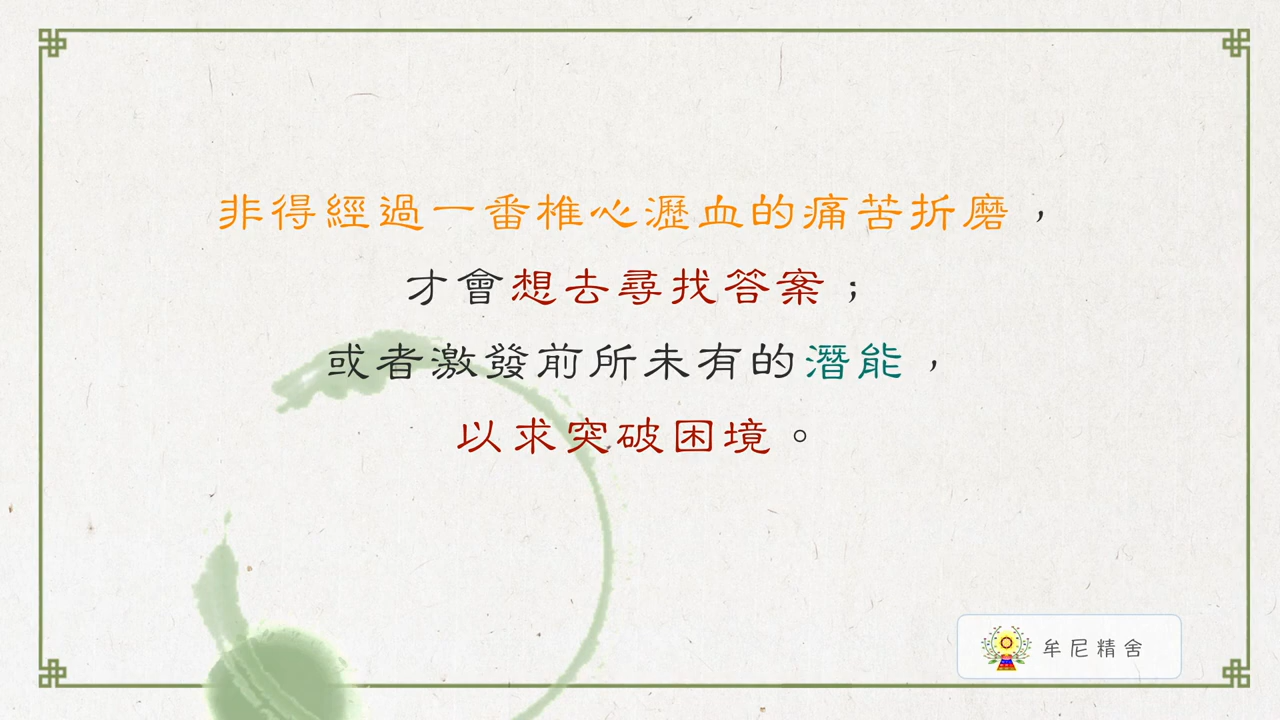 非得經過一番椎心瀝血的痛苦折磨，
才會想去尋找答案；
或者激發前所未有的潛能，
以求突破困境。
牟尼精舍